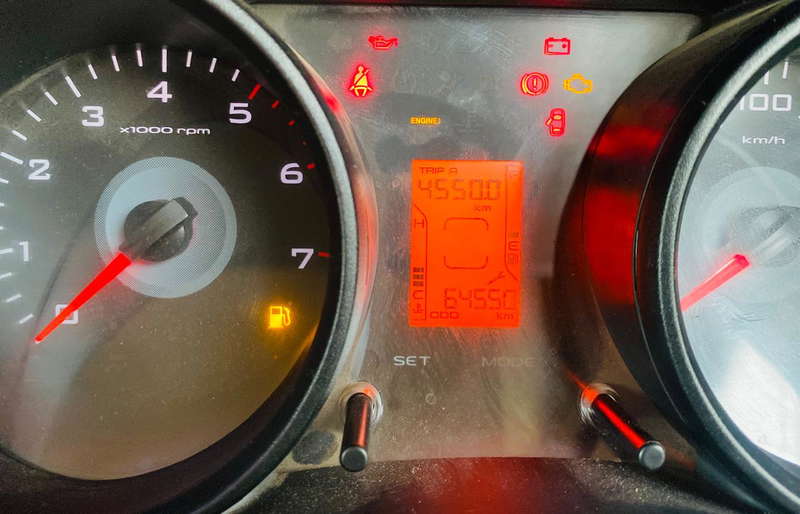 0
1
2
3
4
5
6
7
x1000 rpm
ENGINE
TRIP A
4550.0
km
H
E
C
64550
ODO km
SET MODE
100
km/h